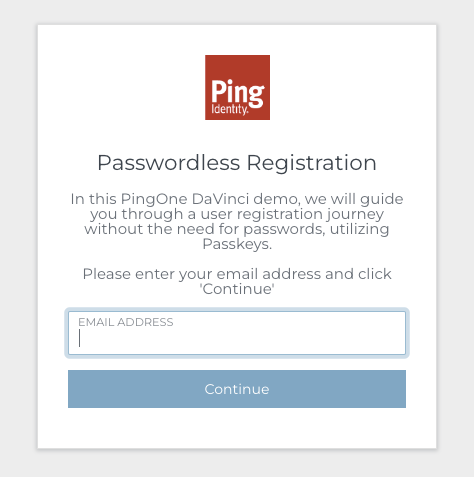 Ping
Identity.
Passwordless Registration
In this PingOne DaVinci demo, we will guide
you through a user registration journey
without the need for passwords, utilizing
Passkeys.
Please enter your email address and click
'Continue'
EMAIL ADDRESS
Continue